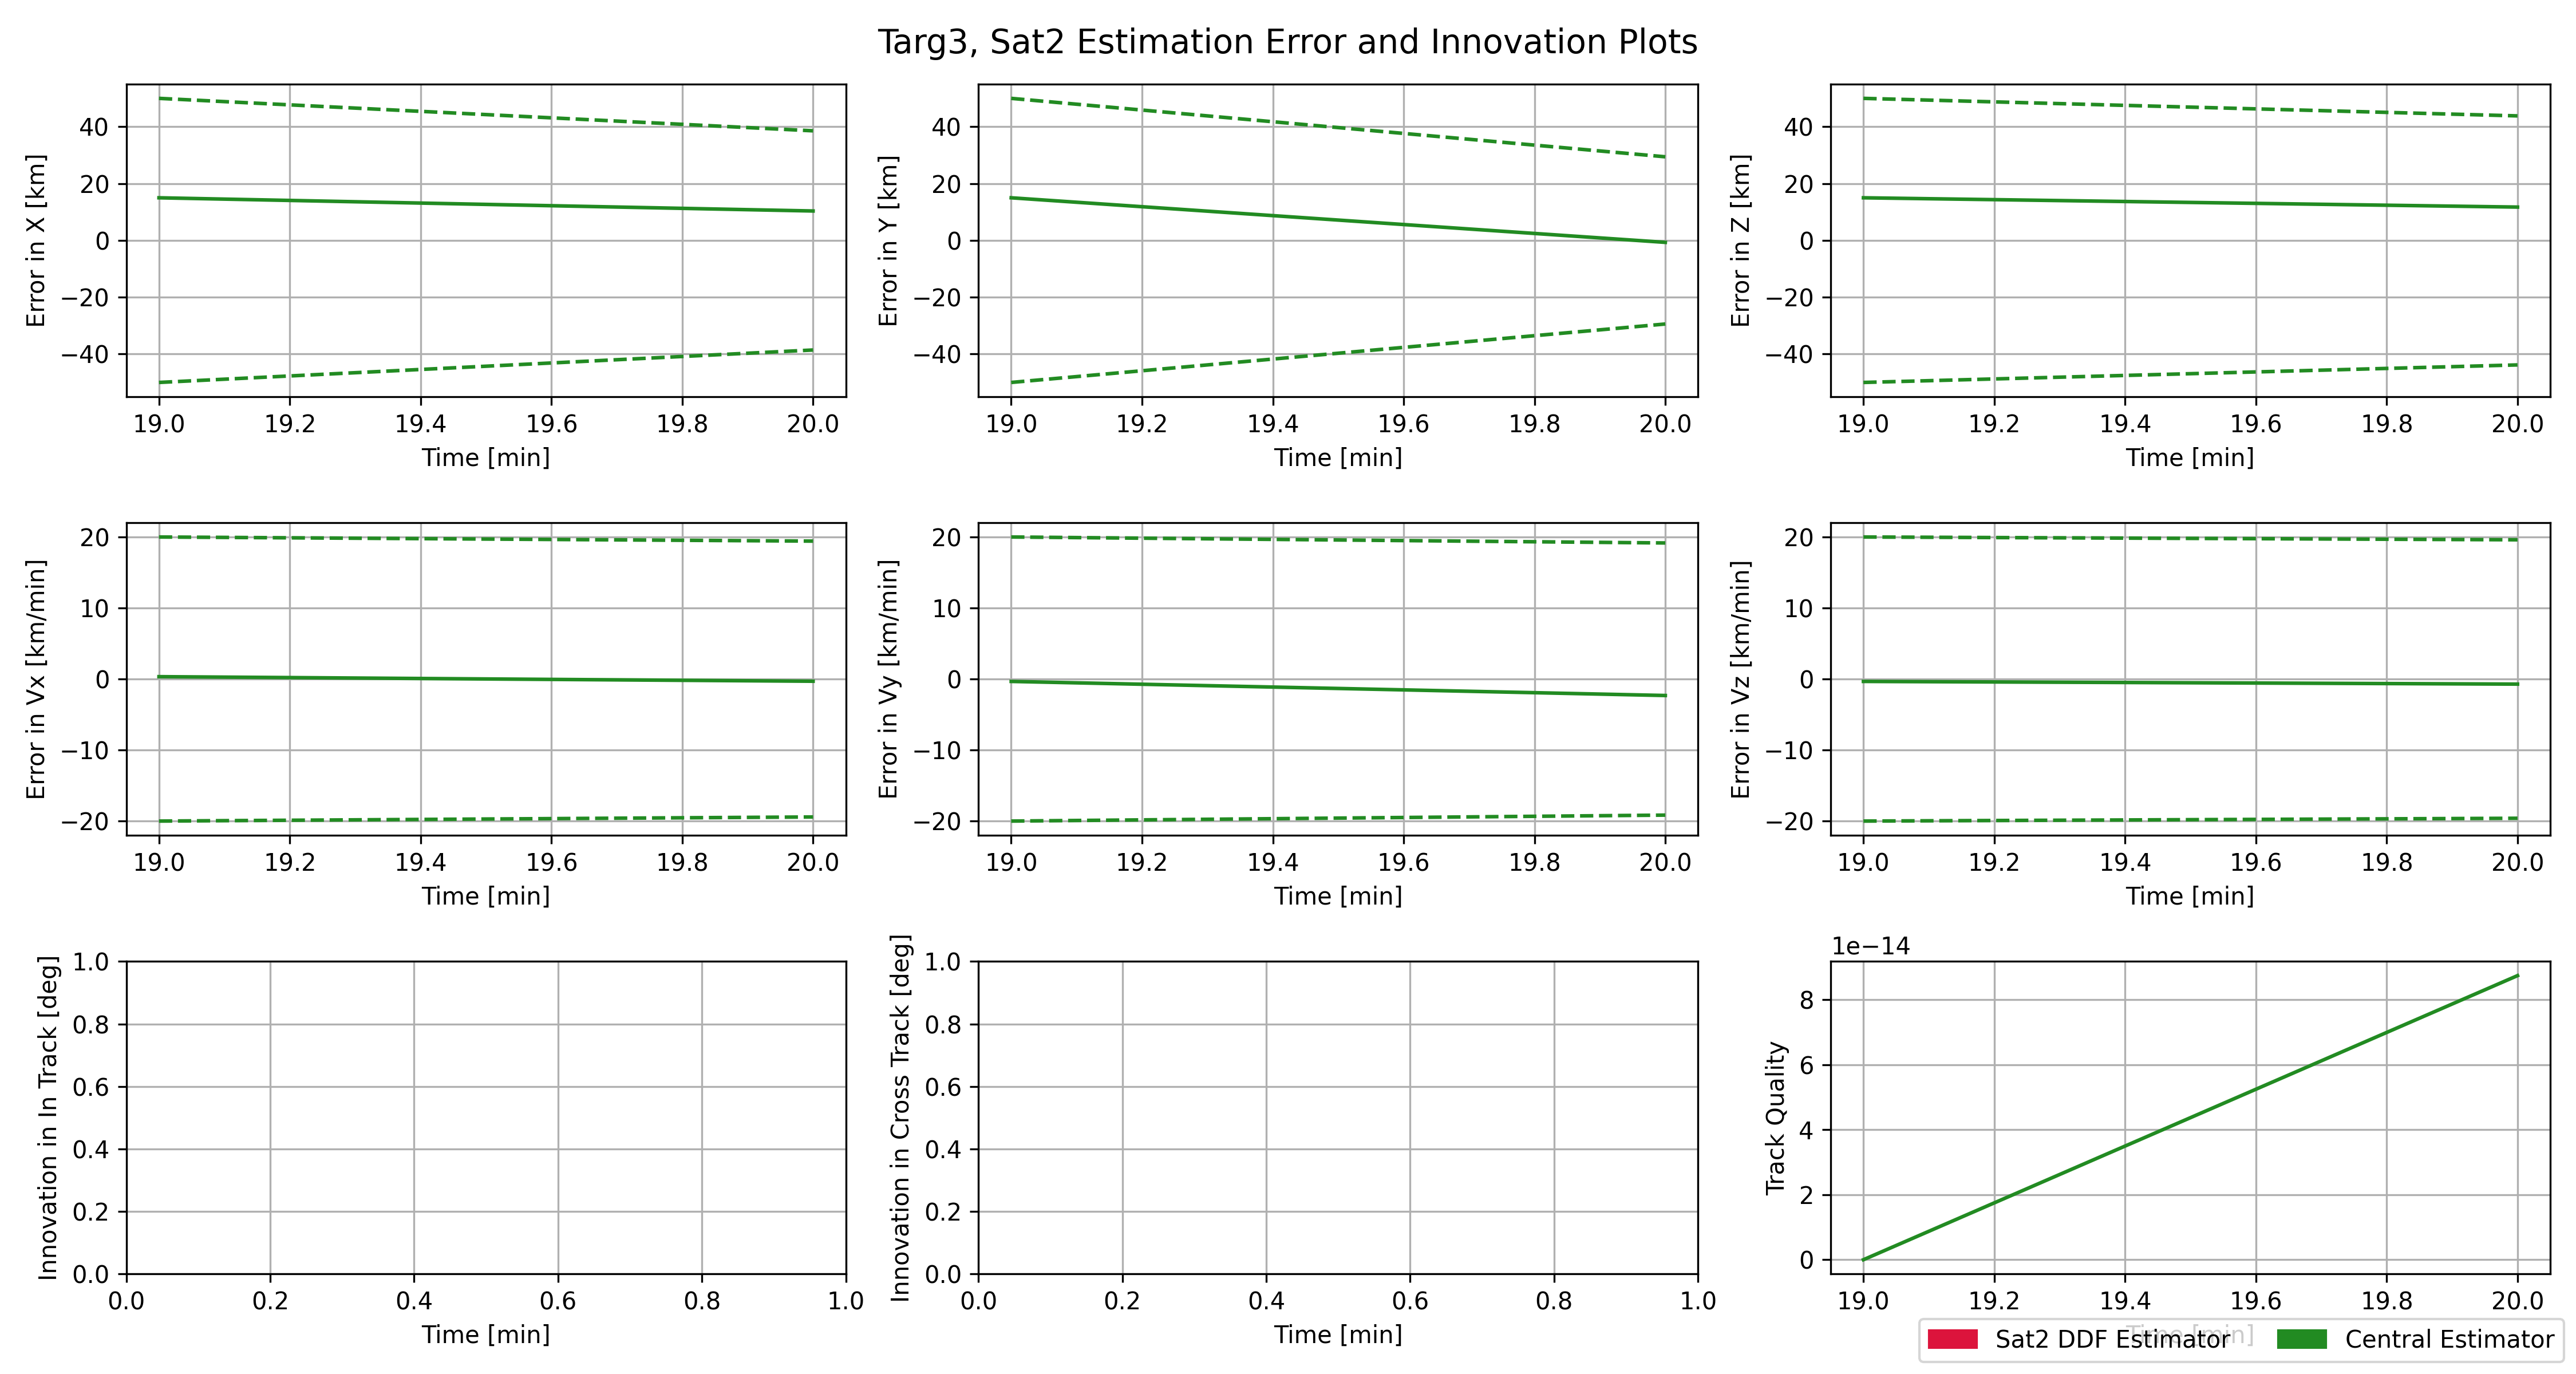 Targ3, Sat2 Estimation Error and Innovation Plots
Error in X [km]
40
20
0
−20
−40
19.0 19.2 19.4 19.6 19.8 20.0
Time [min]
Error in Y [km]
40
20
0
−20
−40
19.0 19.2 19.4 19.6 19.8 20.0
Time [min]
Error in Z [km]
40
20
0
−20
−40
19.0 19.2 19.4 19.6 19.8 20.0
Time [min]
Error in Vx [km/min]
20
10
0
−10
−20
19.0 19.2 19.4 19.6 19.8 20.0
Time [min]
Error in Vy [km/min]
20
10
0
−10
−20
19.0 19.2 19.4 19.6 19.8 20.0
Time [min]
Error in Vz [km/min]
20
10
0
−10
−20
19.0 19.2 19.4 19.6 19.8 20.0
Time [min]
Innovation in In Track [deg]
1.0
0.8
0.6
0.4
0.2
0.0
0.0 0.2 0.4 0.6 0.8 1.0
Time [min]
Innovation in Cross Track [deg]
1.0
0.8
0.6
0.4
0.2
0.0
0.0 0.2 0.4 0.6 0.8 1.0
Time [min]
1e−14
Track Quality
8
6
4
2
0
19.0 19.2 19.4 19.6 19.8 20.0
Time [min]
Sat2 DDF Estimator Central Estimator